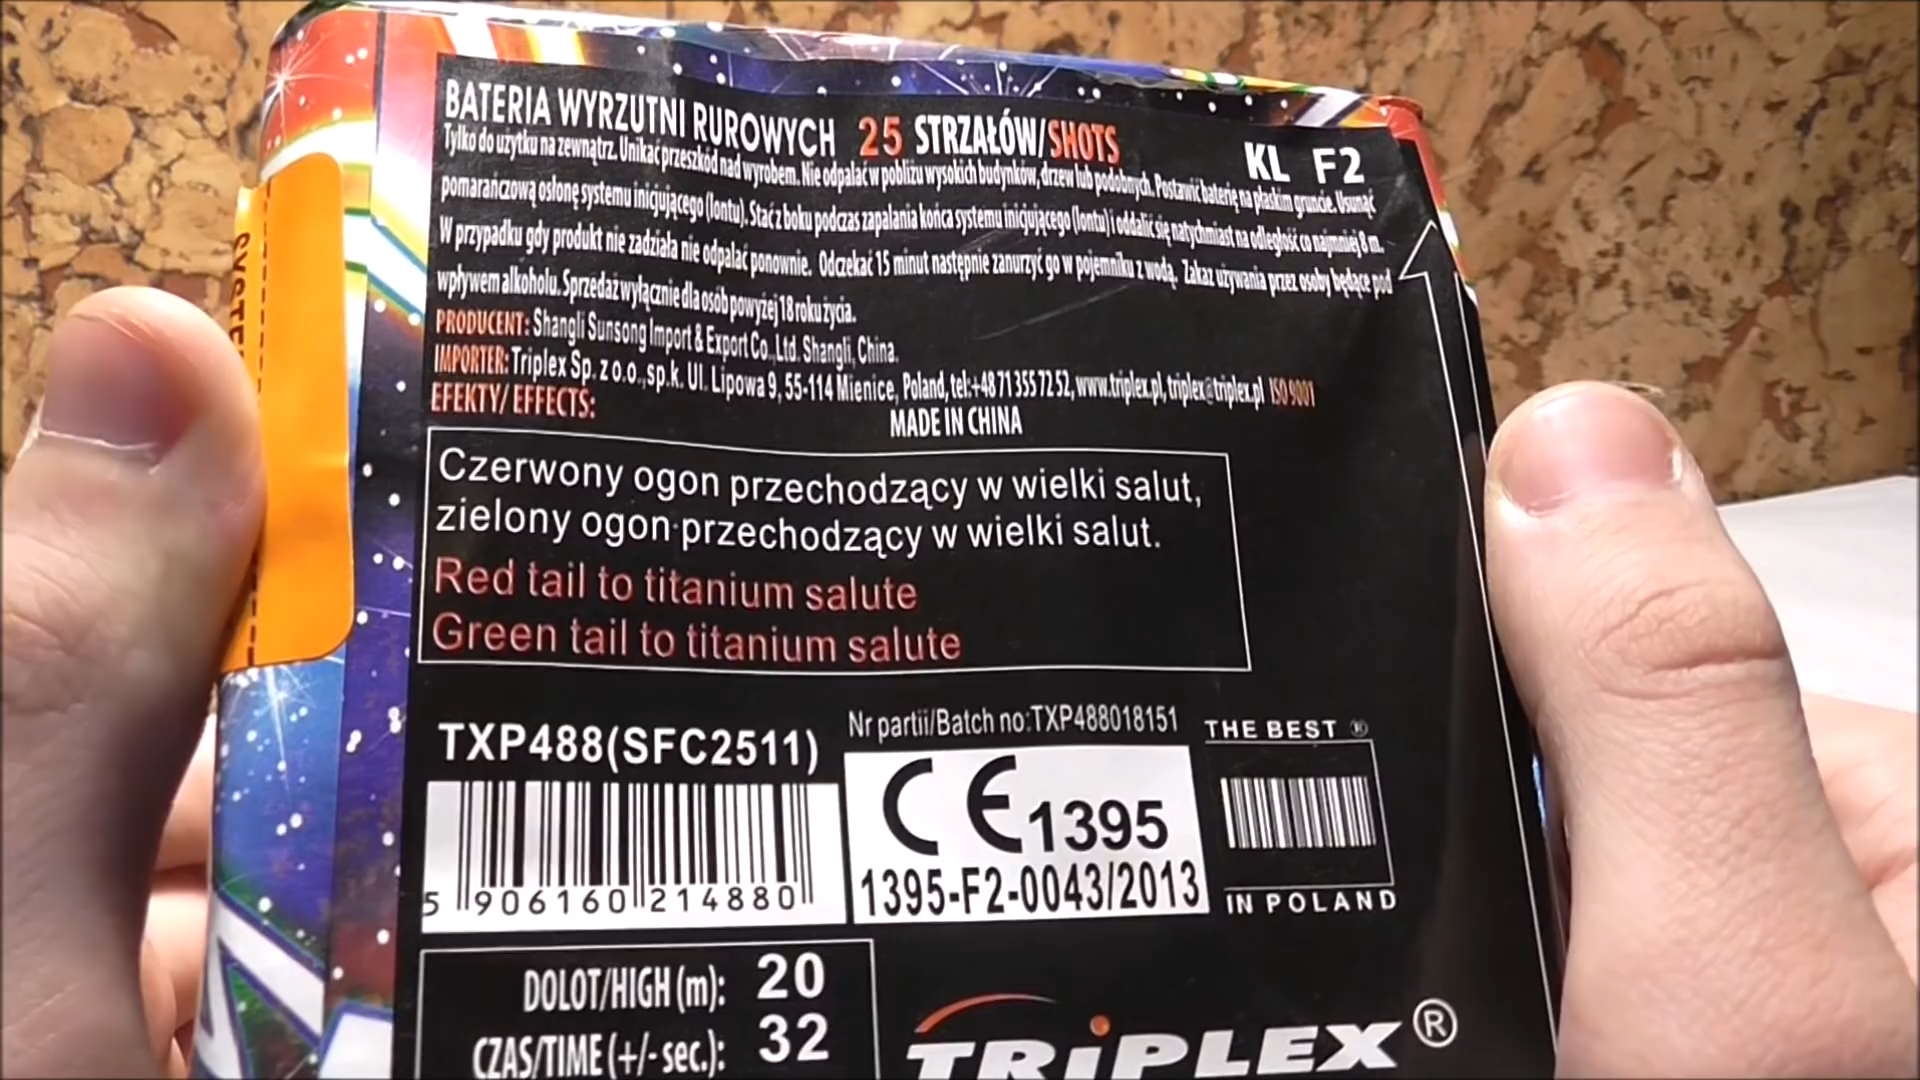 BATERIA WYRZUTNI RUROWYCH 25 STRZAŁÓW/SHOTS
KL F2
Tylko do użytku na zewnątrz. Unikać przeszkód nad wyrobem. Nie odpalać w pobliżu wysokich budynków, drzew lub podobnych. Postawić baterię na płaskim gruncie. Usunąć
pomarańczową osłonę systemu inicjującego (lontu). Stać z boku podczas zapalania końca systemu inicjującego (lontu) i oddalić się natychmiast na odległość co najmniej 8 m.
W przypadku gdy produkt nie zadziała nie odpalać ponownie. Odczekać 15 minut następnie zanurzyć go w pojemniku z wodą. Zakaz używania przez osoby będące pod
wpływem alkoholu. Sprzedaż wyłącznie dla osób powyżej 18 roku życia.
PRODUCENT: Shangli Sunsong Import & Export Co.,Ltd. Shangli, China.
IMPORTER: Triplex Sp. z o.o.,sp.k. Ul. Lipowa 9, 55-114 Mienice, Poland, tel:+48 71 355 72 52, www.triplex.pl, triplex@triplex.pl ISO 9001
EFEKTY/ EFFECTS:
MADE IN CHINA
Czerwony ogon przechodzący w wielki salut,
zielony ogon przechodzący w wielki salut.
Red tail to titanium salute
Green tail to titanium salute
TXP488(SFC2511)
Nr partii/Batch no:TXP488018151
THE BEST ®
CE 1395
1395-F2-0043/2013
5 906160 214880
IN POLAND
DOLOT/HIGH (m): 20
CZAS/TIME (+/- sec.): 32
TRiPLEX®